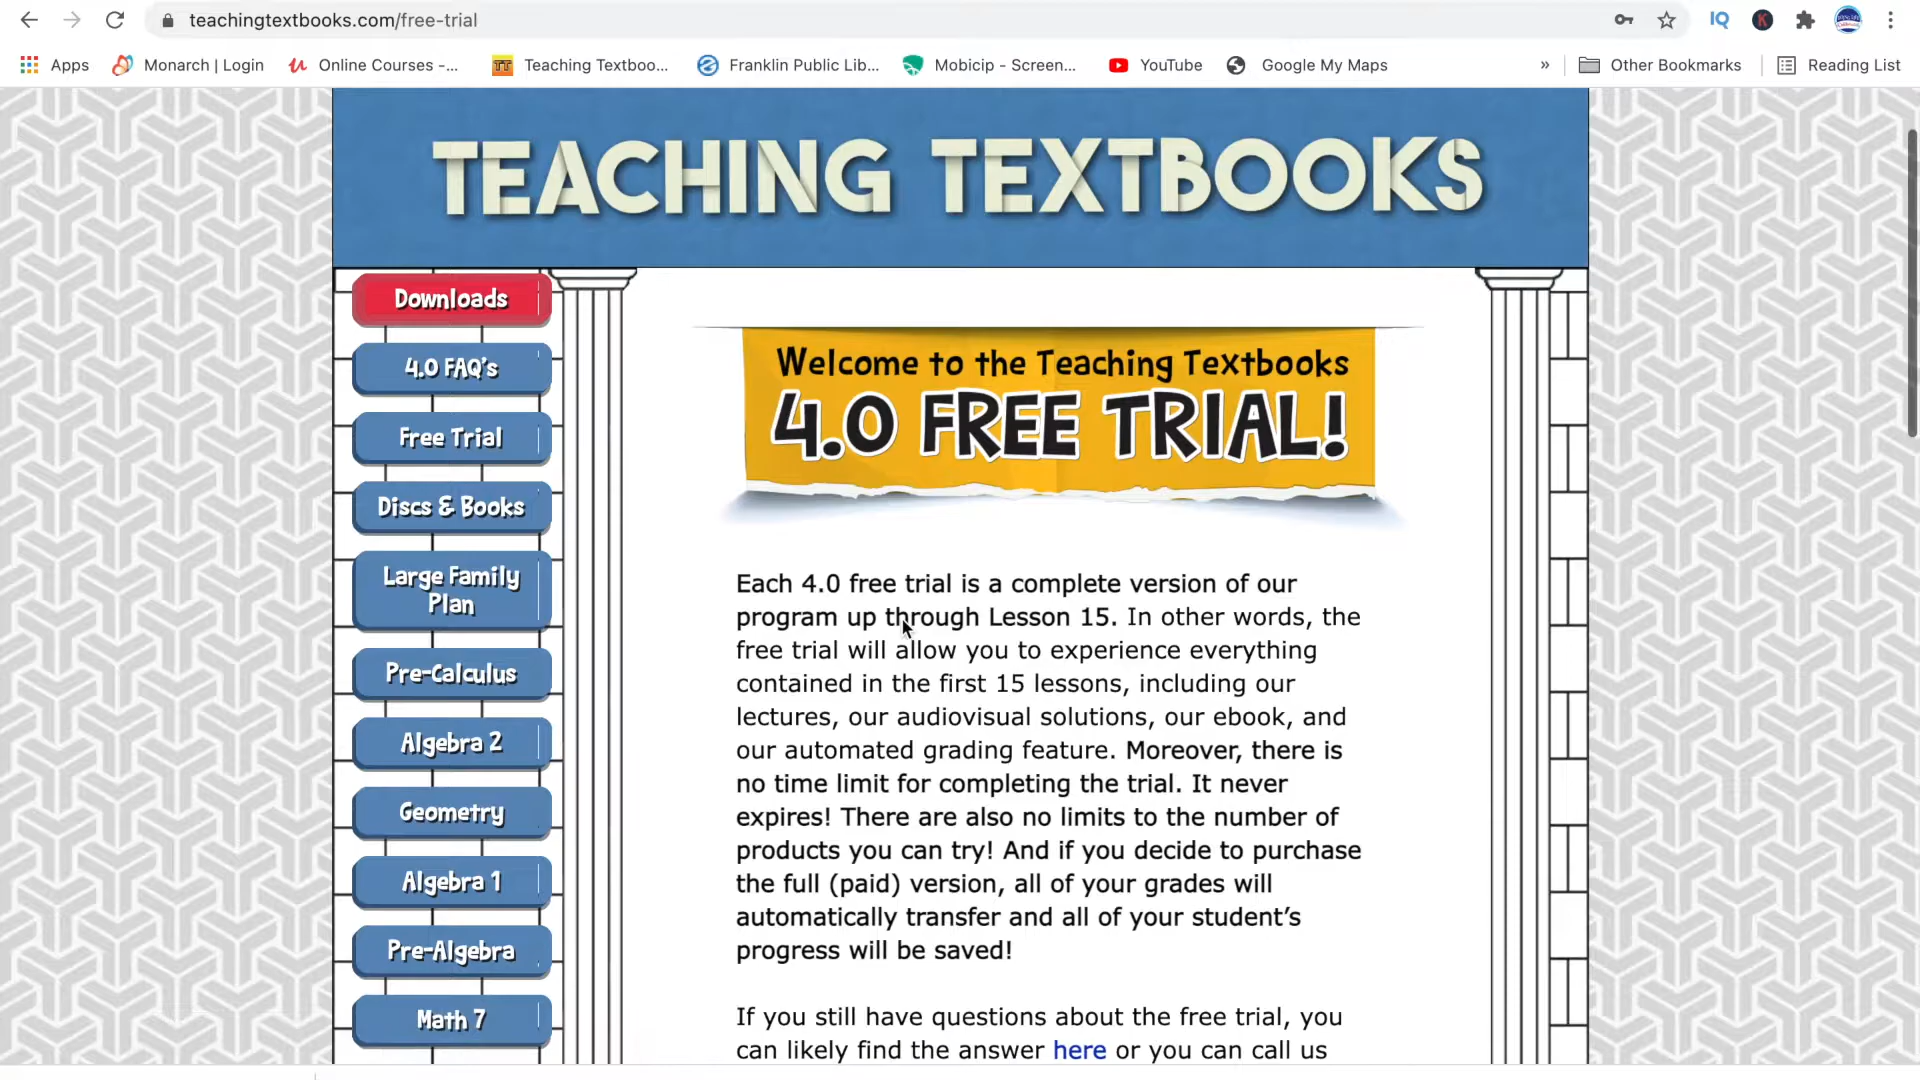 teachingtextbooks.com/free-trial
IQ
K
Apps
Monarch | Login
Online Courses -...
TT
Teaching Textboo...
Franklin Public Lib...
Mobicip - Screen...
YouTube
Google My Maps
»
Other Bookmarks
Reading List
TEACHING TEXTBOOKS
Downloads
4.0 FAQ's
Free Trial
Discs & Books
Large Family
Plan
Pre-Calculus
Algebra 2
Geometry
Algebra 1
Pre-Algebra
Math 7
Welcome to the Teaching Textbooks
4.0 FREE TRIAL!
Each 4.0 free trial is a complete version of our
program up through Lesson 15. In other words, the
free trial will allow you to experience everything
contained in the first 15 lessons, including our
lectures, our audiovisual solutions, our ebook, and
our automated grading feature. Moreover, there is
no time limit for completing the trial. It never
expires! There are also no limits to the number of
products you can try! And if you decide to purchase
the full (paid) version, all of your grades will
automatically transfer and all of your student’s
progress will be saved!
If you still have questions about the free trial, you
can likely find the answer here or you can call us